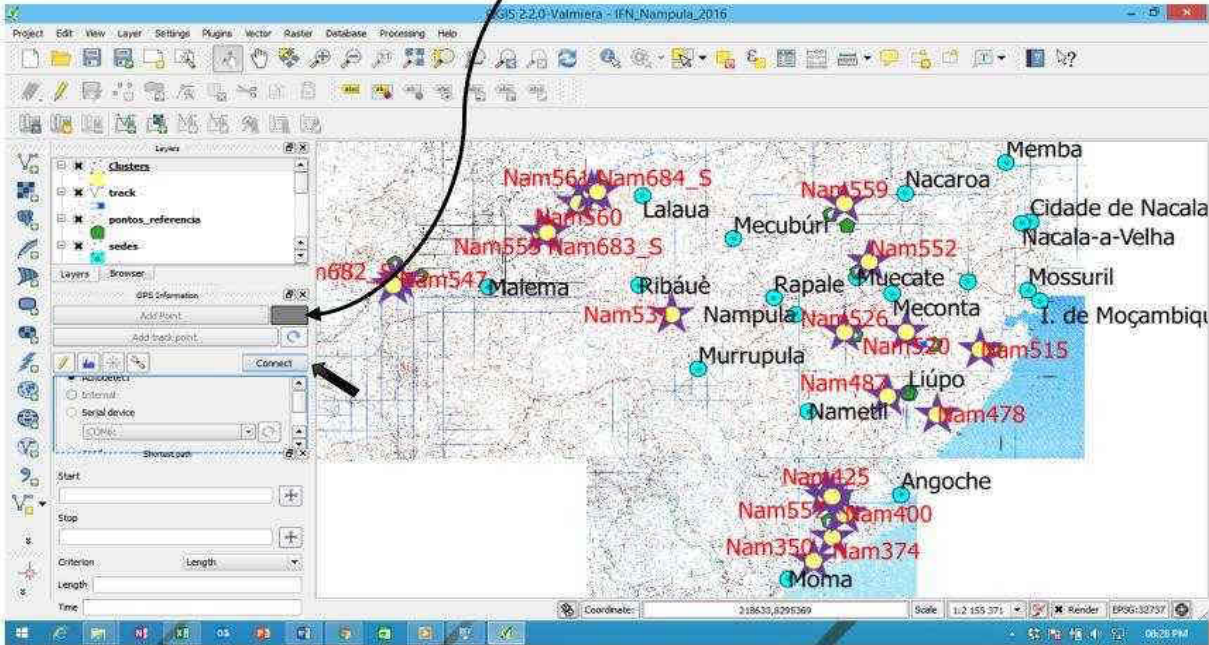 QGIS 2.2.0-Valmiera - IFN_Nampula_2016
Project Edit View Layer Settings Plugins Vector Raster Database Processing Help
Layers
Clusters
track
pontos_referencia
sedes
Layers Browser
GPS Information
Add Point
Add track point
Connect
Autodetect
Internal
Serial device
Shortest path
Start
Stop
Criterion Length
Length
Time
Memba
Nam561 Nam684_S
Nam559 Nacaroa
Lalaua
Cidade de Nacala
Nam560
Mecubúri
Nacala-a-Velha
Nam683_S
Nam552
Nam547 Malema Ribáuè Rapale Muecate Mossuril
Meconta
Nampula Nam526 I. de Moçambiqu
Nam520 Nam515
Murrupula
Nam487 Liúpo
Nametil Nam478
Nam425 Angoche
Nam400
Nam350 Nam374
Moma
Coordinate: 218633,8295369 Scale 1:2 155 371 Render EPSG:32737
08:28 PM